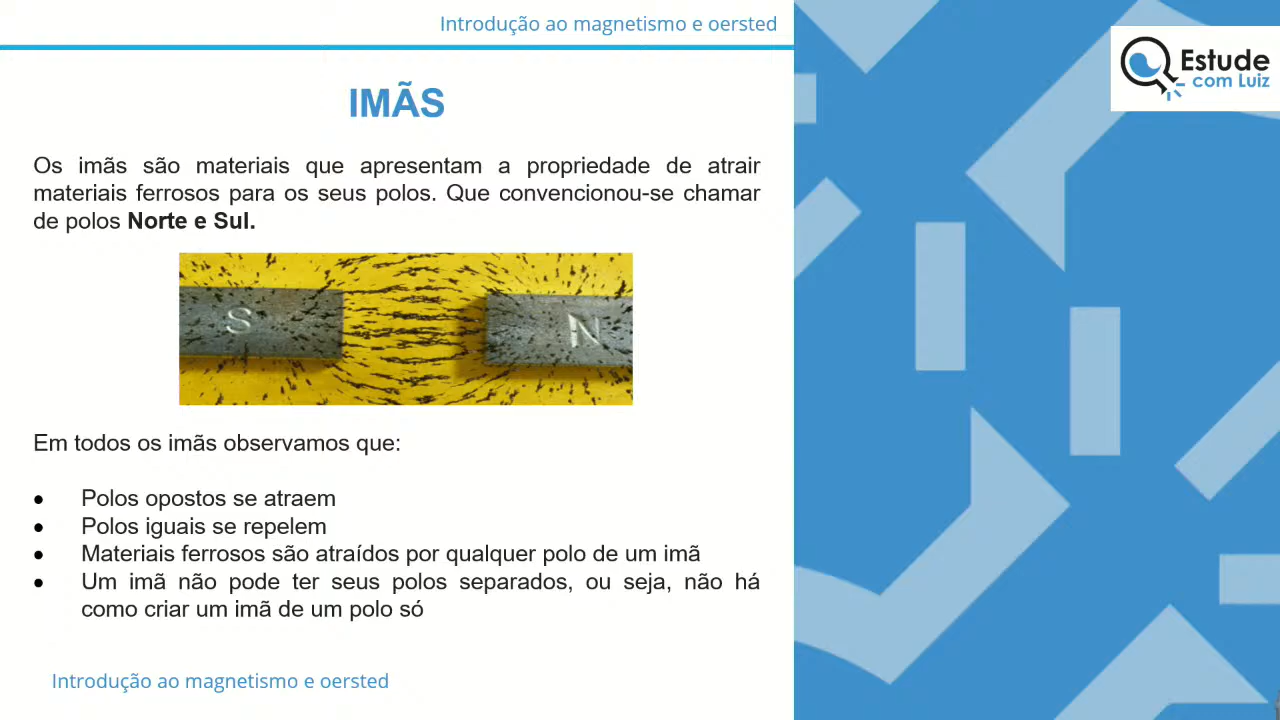 Introdução ao magnetismo e oersted
Estude
com Luiz
IMÃS
Os imãs são materiais que apresentam a propriedade de atrair
materiais ferrosos para os seus polos. Que convencionou-se chamar
de polos Norte e Sul.
S N
Em todos os imãs observamos que:
● Polos opostos se atraem
● Polos iguais se repelem
● Materiais ferrosos são atraídos por qualquer polo de um imã
● Um imã não pode ter seus polos separados, ou seja, não há
como criar um imã de um polo só
Introdução ao magnetismo e oersted